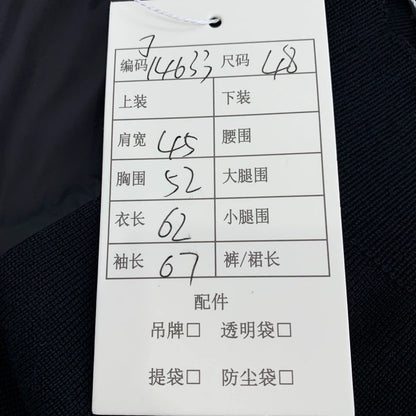 J
编码 14633 尺码 48
上装 下装
肩宽 45 腰围
胸围 52 大腿围
衣长 62 小腿围
袖长 67 裤/裙长
配件
吊牌□ 透明袋□
提袋□ 防尘袋□